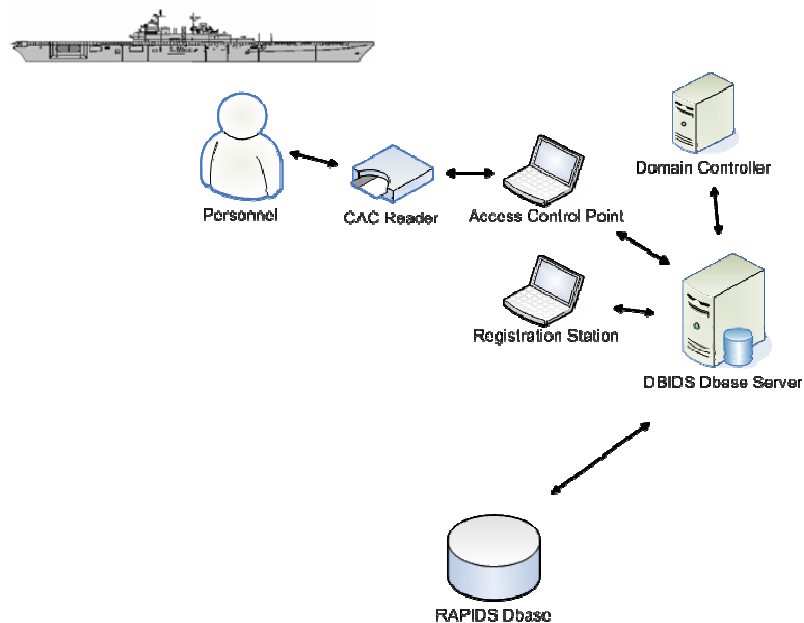 Domain Controller
Personnel
CAC Reader
Access Control Point
Registration Station
DBIDS Dbase Server
RAPIDS Dbase